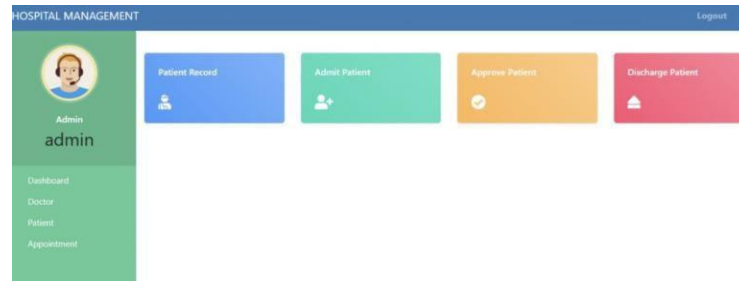 HOSPITAL MANAGEMENT
Logout
Patient Record
Admit Patient
Approve Patient
Discharge Patient
Admin
admin
Dashboard
Doctor
Patient
Appointment